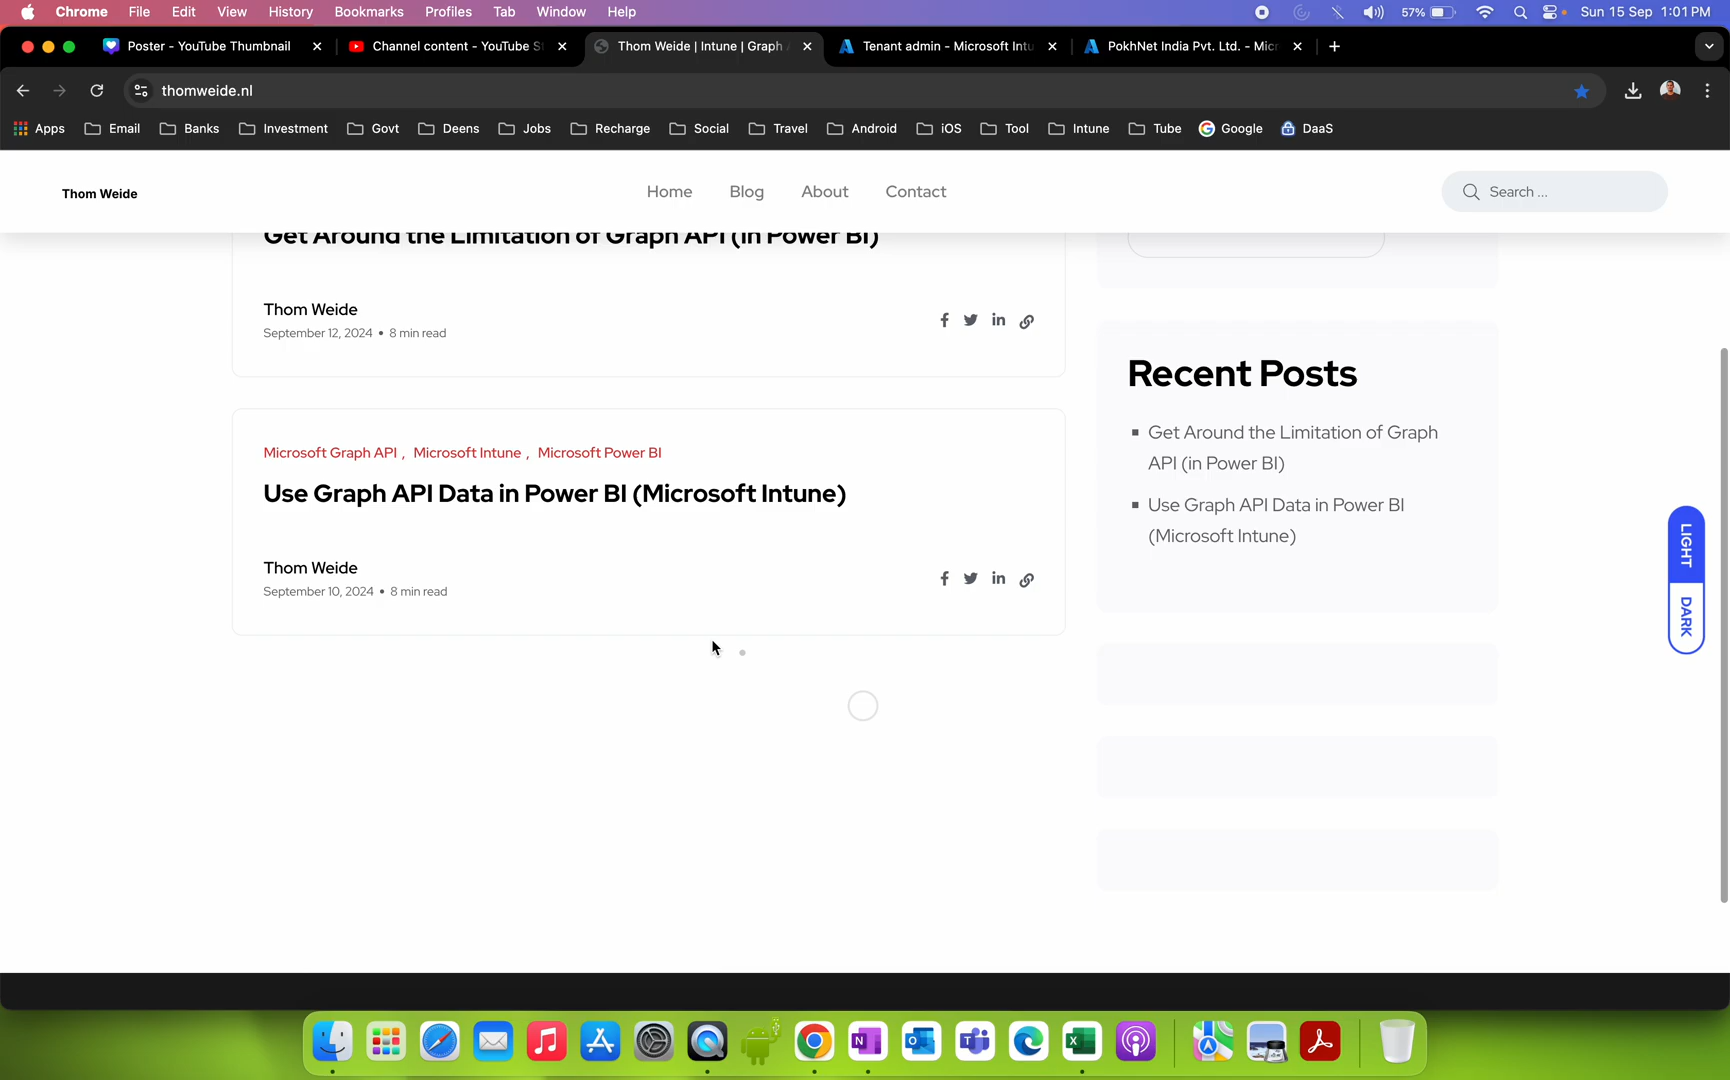 Chrome File Edit View History Bookmarks Profiles Tab Window Help 57% Sun 15 Sep 1:01 PM
Poster - YouTube Thumbnail Channel content - YouTube S Thom Weide | Intune | Graph Tenant admin - Microsoft Intu PokhNet India Pvt. Ltd. - Micr
thomweide.nl
Apps Email Banks Investment Govt Deens Jobs Recharge Social Travel Android iOS Tool Intune Tube Google DaaS
Thom Weide Home Blog About Contact Search ...
Get Around the Limitation of Graph API (in Power BI)
Thom Weide
September 12, 2024 • 8 min read
Microsoft Graph API , Microsoft Intune , Microsoft Power BI
Use Graph API Data in Power BI (Microsoft Intune)
Thom Weide
September 10, 2024 • 8 min read
Recent Posts
Get Around the Limitation of Graph
API (in Power BI)
Use Graph API Data in Power BI
(Microsoft Intune)
LIGHT
DARK